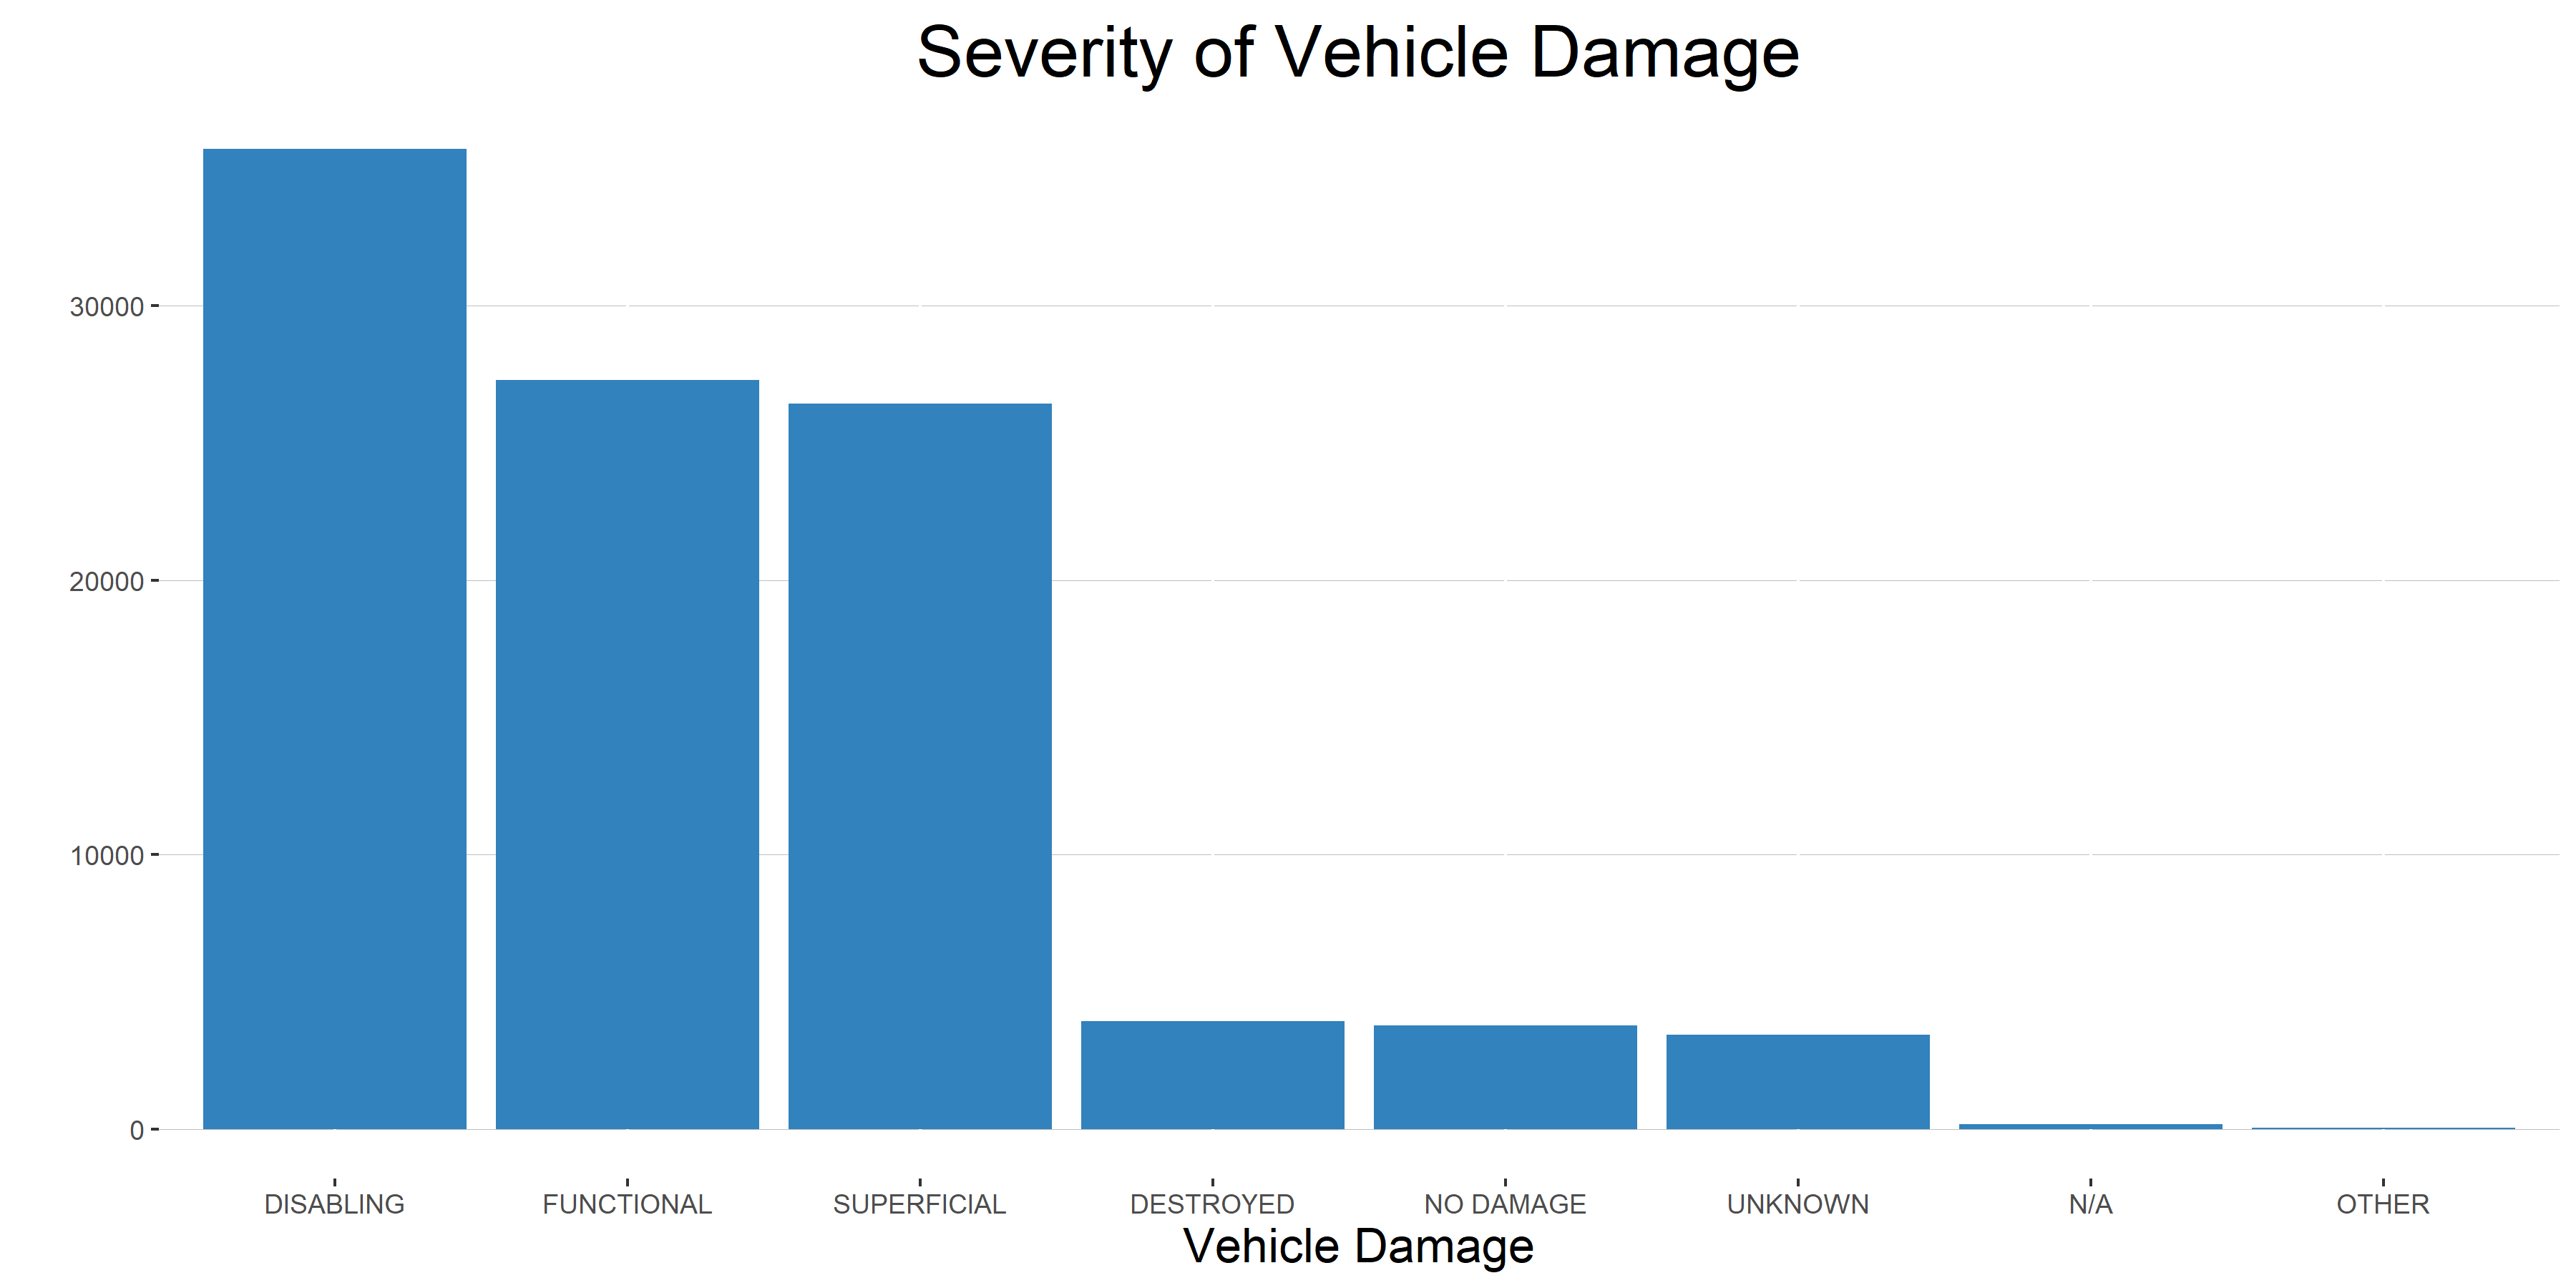 Severity of Vehicle Damage
30000
20000
10000
0
DISABLING FUNCTIONAL SUPERFICIAL DESTROYED NO DAMAGE UNKNOWN N/A OTHER
Vehicle Damage